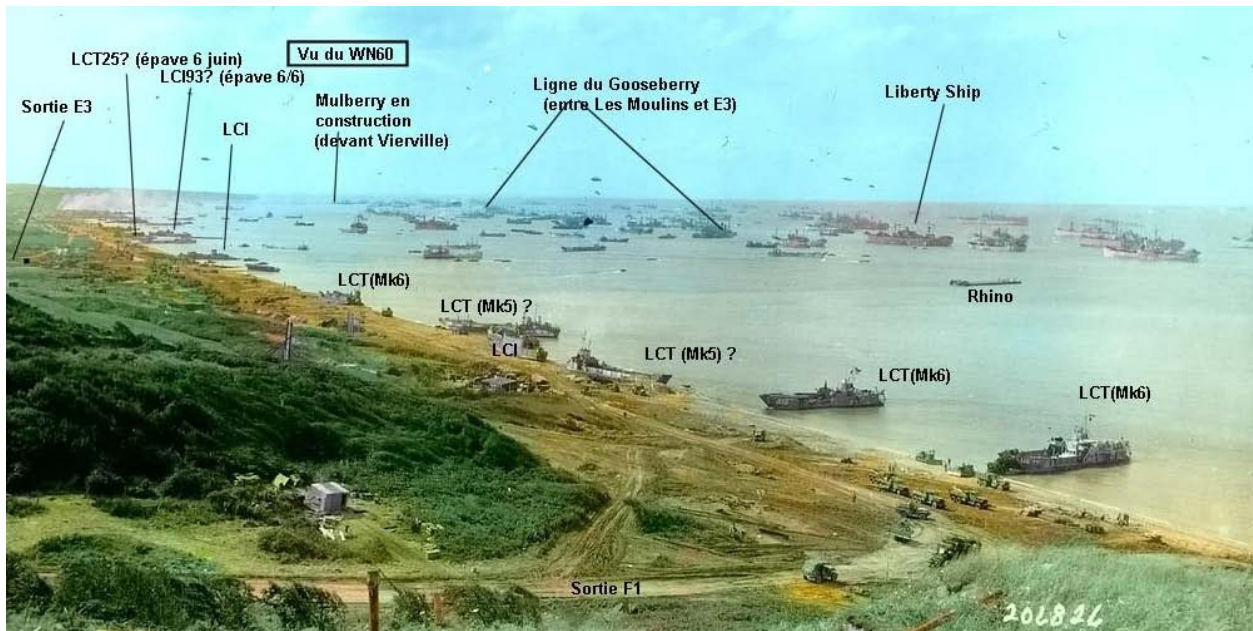 Vu du WN60
LCT25? (épave 6 juin)
LCI93? (épave 6/6)
Sortie E3
LCI
Mulberry en
construction
(devant Vierville)
Ligne du Gooseberry
(entre Les Moulins et E3)
Liberty Ship
LCT(Mk6)
Rhino
LCT (Mk5) ?
LCI
LCT (Mk5) ?
LCT(Mk6)
LCT(Mk6)
Sortie F1
206826